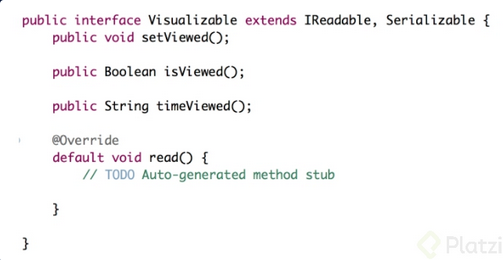 public interface Visualizable extends IReadable, Serializable {
public void setViewed();
public Boolean isViewed();
public String timeViewed();
@Override
default void read() {
// TODO Auto-generated method stub
}
}
Platzi